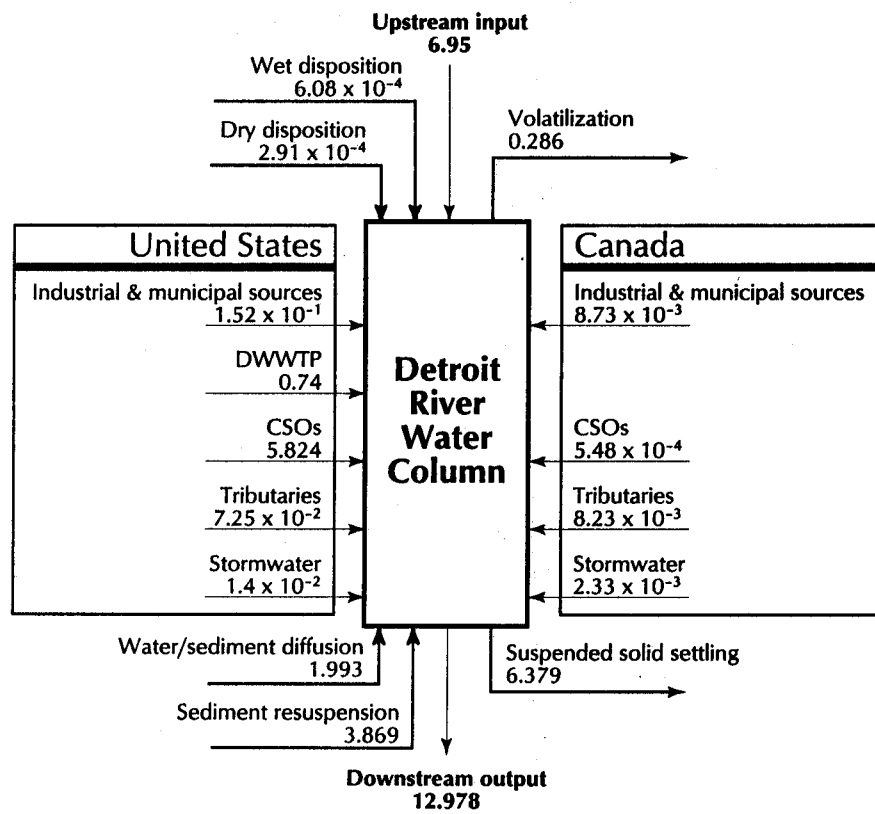 Upstream input
6.95
Wet disposition
6.08 x 10⁻⁴
Dry disposition
2.91 x 10⁻⁴
Volatilization
0.286
United States
Industrial & municipal sources
1.52 x 10⁻¹
DWWTP
0.74
CSOs
5.824
Tributaries
7.25 x 10⁻²
Stormwater
1.4 x 10⁻²
Detroit
River
Water
Column
Canada
Industrial & municipal sources
8.73 x 10⁻³
CSOs
5.48 x 10⁻⁴
Tributaries
8.23 x 10⁻³
Stormwater
2.33 x 10⁻³
Water/sediment diffusion
1.993
Sediment resuspension
3.869
Suspended solid settling
6.379
Downstream output
12.978